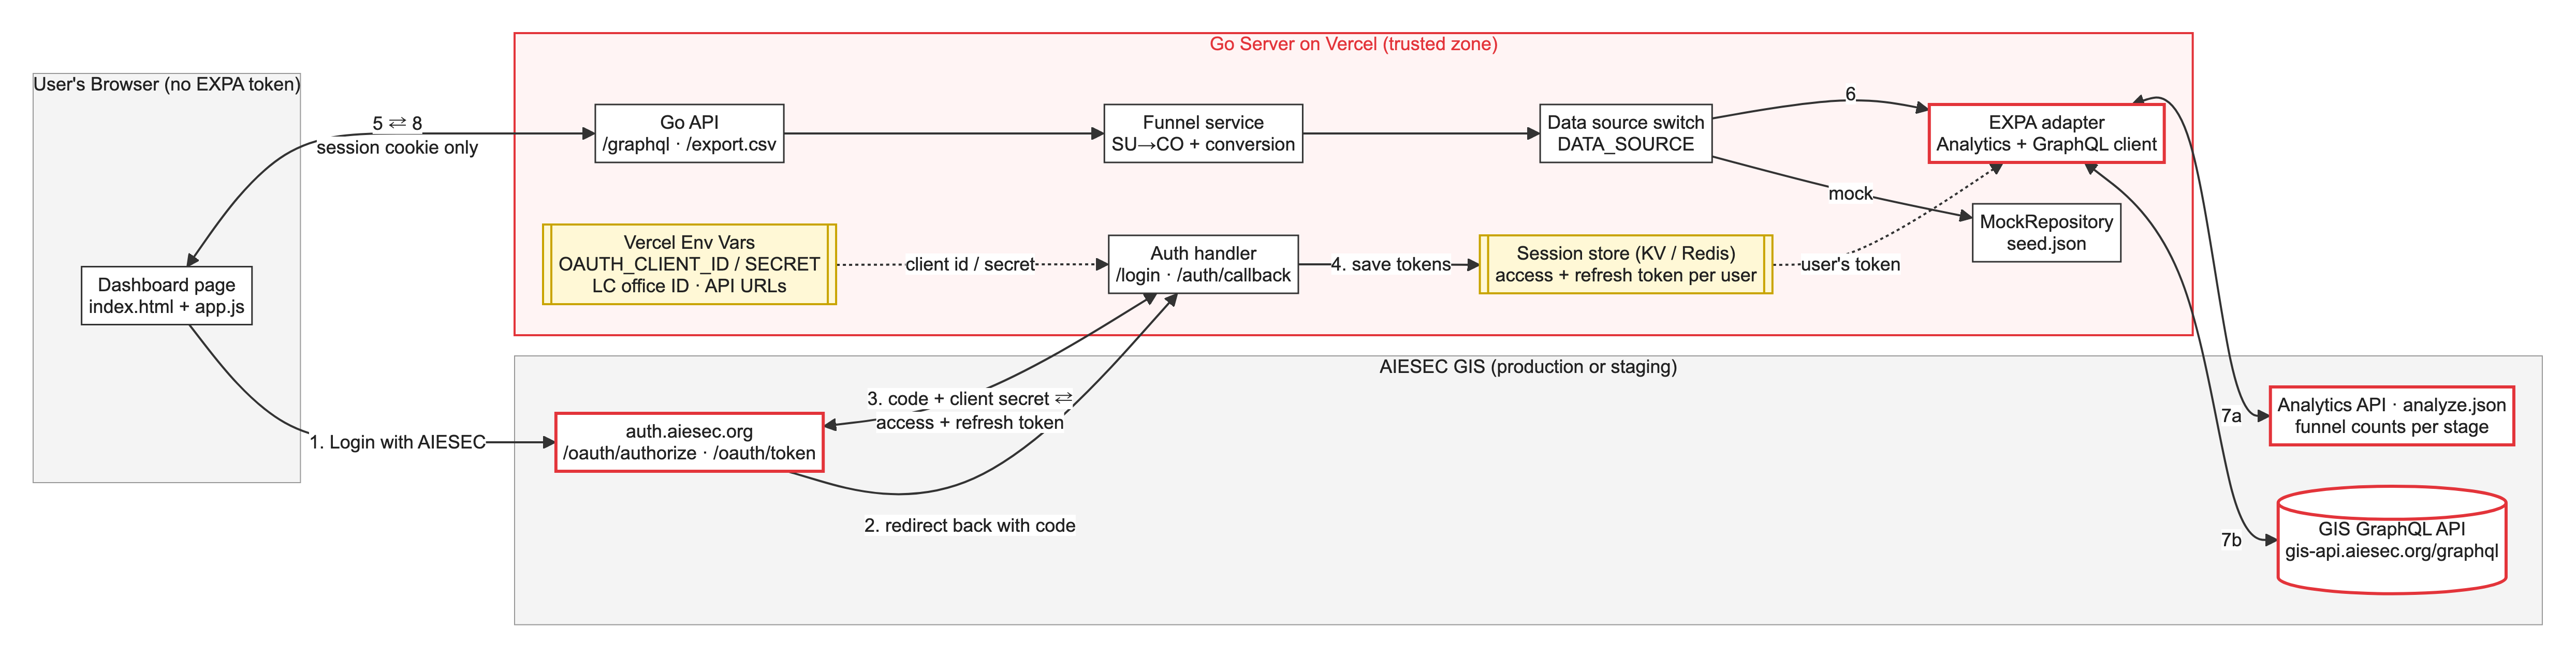 Go Server on Vercel (trusted zone)
User's Browser (no EXPA token)
5 ⇄ 8
session cookie only
Go API
/graphql · /export.csv
Funnel service
SU→CO + conversion
Data source switch
DATA_SOURCE
6
EXPA adapter
Analytics + GraphQL client
mock
MockRepository
seed.json
Vercel Env Vars
OAUTH_CLIENT_ID / SECRET
LC office ID · API URLs
client id / secret
Auth handler
/login · /auth/callback
4. save tokens
Session store (KV / Redis)
access + refresh token per user
user's token
Dashboard page
index.html + app.js
AIESEC GIS (production or staging)
1. Login with AIESEC
auth.aiesec.org
/oauth/authorize · /oauth/token
3. code + client secret ⇄
access + refresh token
2. redirect back with code
7a
Analytics API · analyze.json
funnel counts per stage
7b
GIS GraphQL API
gis-api.aiesec.org/graphql